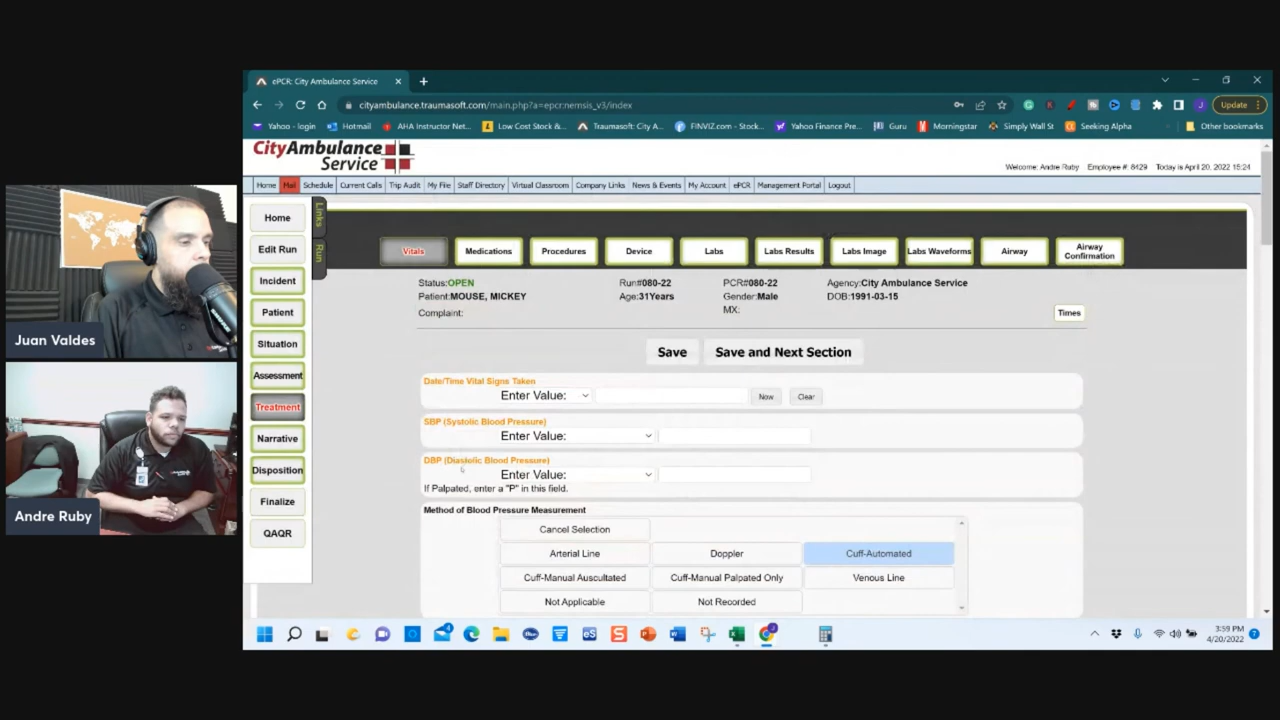 ePCR: City Ambulance Service
cityambulance.traumasoft.com/main.php?a=epcr:nemsis_v3/index
Update
Yahoo - login
Hotmail
AHA Instructor Net...
Low Cost Stock &...
Traumasoft: City A...
FINVIZ.com - Stock...
Yahoo Finance Pre...
Guru
Morningstar
Simply Wall St
Seeking Alpha
Other bookmarks
CityAmbulance
Service
Welcome: Andre Ruby Employee #: 8429 Today is April 20, 2022 15:24
Home Mail Schedule Current Calls Trip Audit My File Staff Directory Virtual Classroom Company Links News & Events My Account ePCR Management Portal Logout
Links
Run
Home
Edit Run
Incident
Patient
Situation
Assessment
Treatment
Narrative
Disposition
Finalize
QAQR
Vitals
Medications
Procedures
Device
Labs
Labs Results
Labs Image
Labs Waveforms
Airway
Airway
Confirmation
Status:OPEN Run#080-22 PCR#080-22 Agency:City Ambulance Service
Patient:MOUSE, MICKEY Age:31Years Gender:Male DOB:1991-03-15
Complaint: MX:
Times
Save Save and Next Section
Date/Time Vital Signs Taken
Enter Value: Now Clear
SBP (Systolic Blood Pressure)
Enter Value:
DBP (Diastolic Blood Pressure)
Enter Value:
If Palpated, enter a "P" in this field.
Method of Blood Pressure Measurement
Cancel Selection
Arterial Line Doppler Cuff-Automated
Cuff-Manual Auscultated Cuff-Manual Palpated Only Venous Line
Not Applicable Not Recorded
3:59 PM
4/20/2022
Juan Valdes
Andre Ruby